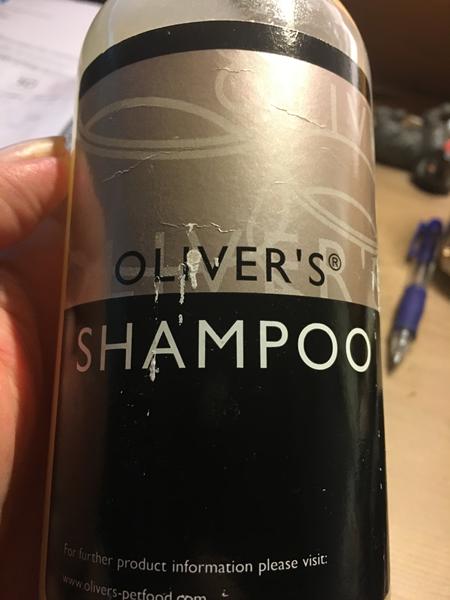 OLIVER'S®
SHAMPOO
For further product information please visit:
www.olivers-petfood.com